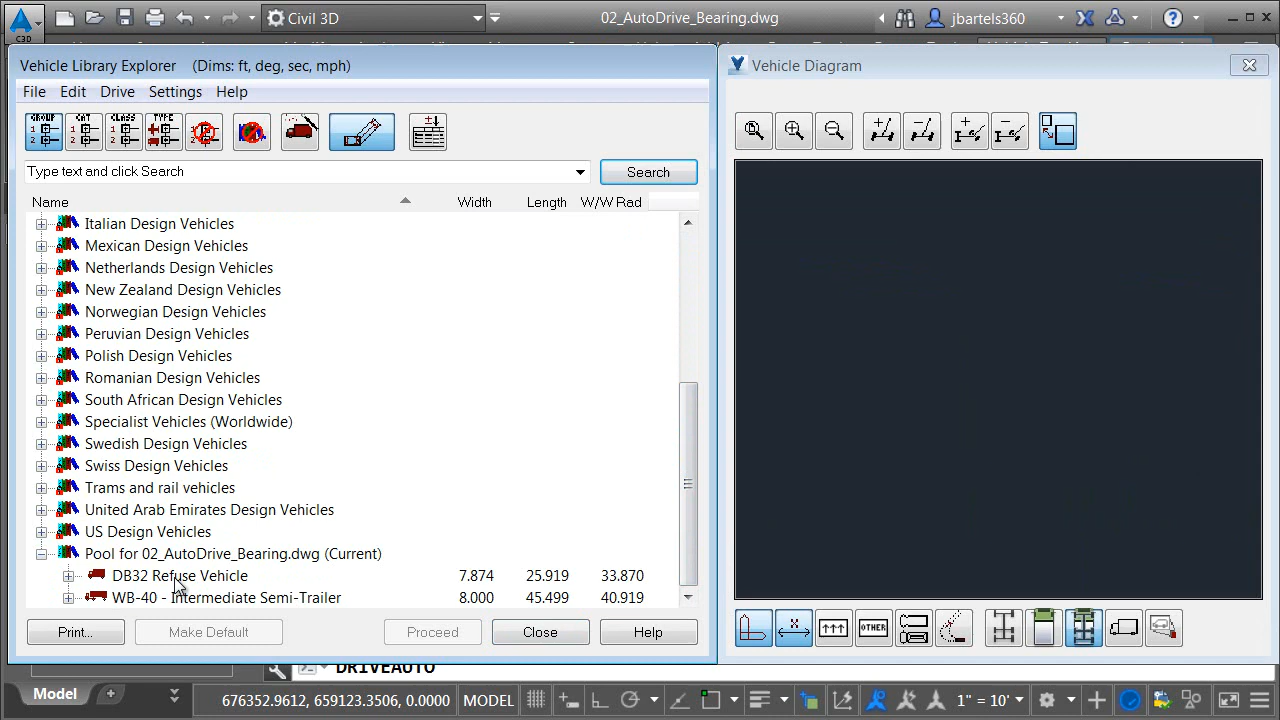 Civil 3D
02_AutoDrive_Bearing.dwg
jbartels360
C3D
Vehicle Library Explorer (Dims: ft, deg, sec, mph)
File Edit Drive Settings Help
GROUP CAT CLASS TYPE
Type text and click Search
Search
Name Width Length W/W Rad
Italian Design Vehicles
Mexican Design Vehicles
Netherlands Design Vehicles
New Zealand Design Vehicles
Norwegian Design Vehicles
Peruvian Design Vehicles
Polish Design Vehicles
Romanian Design Vehicles
South African Design Vehicles
Specialist Vehicles (Worldwide)
Swedish Design Vehicles
Swiss Design Vehicles
Trams and rail vehicles
United Arab Emirates Design Vehicles
US Design Vehicles
Pool for 02_AutoDrive_Bearing.dwg (Current)
DB32 Refuse Vehicle 7.874 25.919 33.870
WB-40 - Intermediate Semi-Trailer 8.000 45.499 40.919
Print... Make Default Proceed Close Help
Vehicle Diagram
X
OTHER
DRIVEAUTO
Model
676352.9612, 659123.3506, 0.0000 MODEL
1" = 10'